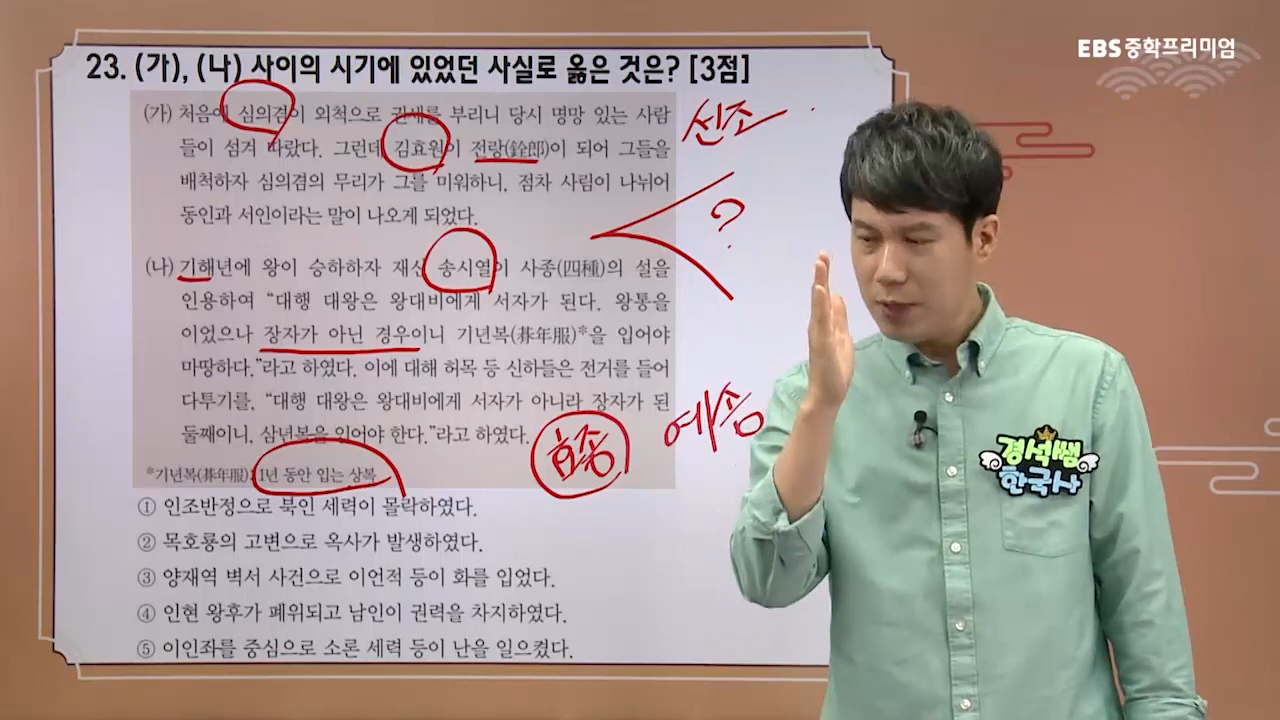 EBS 중학프리미엄
23. (가), (나) 사이의 시기에 있었던 사실로 옳은 것은? [3점]
(가) 처음에 심의겸이 외척으로 권세를 부리니 당시 명망 있는 사람
들이 섬겨 따랐다. 그런데 김효원이 전랑(銓郞)이 되어 그들을
배척하자 심의겸의 무리가 그를 미워하니, 점차 사림이 나뉘어
동인과 서인이라는 말이 나오게 되었다.
선조
?
(나) 기해년에 왕이 승하하자 재신 송시열이 사종(四種)의 설을
인용하여 “대행 대왕은 왕대비에게 서자가 된다. 왕통을
이었으나 장자가 아닌 경우이니 기년복(朞年服)*을 입어야
마땅하다.”라고 하였다. 이에 대해 허목 등 신하들은 전거를 들어
다투기를, “대행 대왕은 왕대비에게 서자가 아니라 장자가 된
둘째이니, 삼년복을 입어야 한다.”라고 하였다.
효종
예송
*기년복(朞年服): 1년 동안 입는 상복
① 인조반정으로 북인 세력이 몰락하였다.
② 목호룡의 고변으로 옥사가 발생하였다.
③ 양재역 벽서 사건으로 이언적 등이 화를 입었다.
④ 인현 왕후가 폐위되고 남인이 권력을 차지하였다.
⑤ 이인좌를 중심으로 소론 세력 등이 난을 일으켰다.
경석쌤
한국사